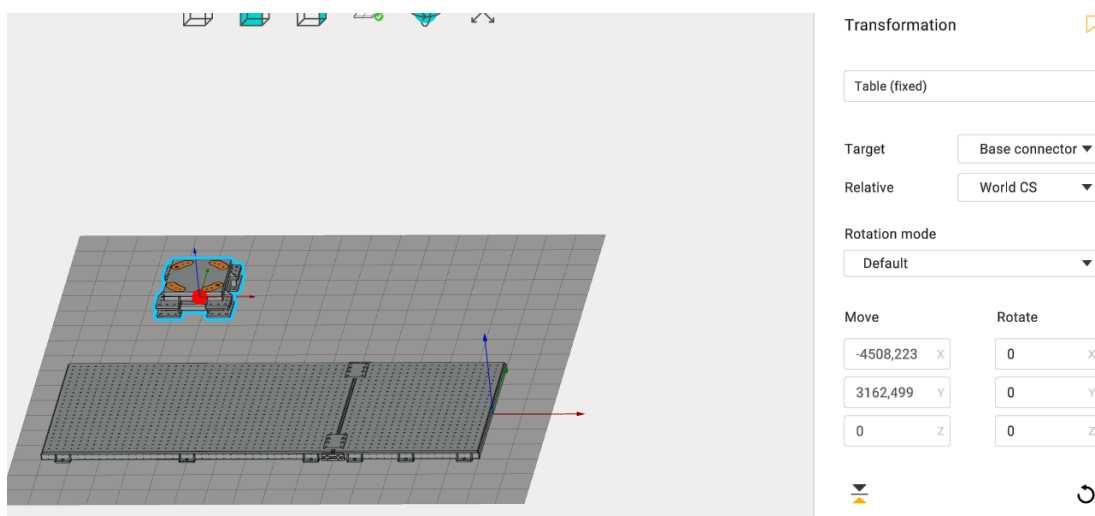 Transformation
Table (fixed)
Target Base connector
Relative World CS
Rotation mode
Default
Move Rotate
-4508,223 X 0 X
3162,499 Y 0 Y
0 Z 0 Z